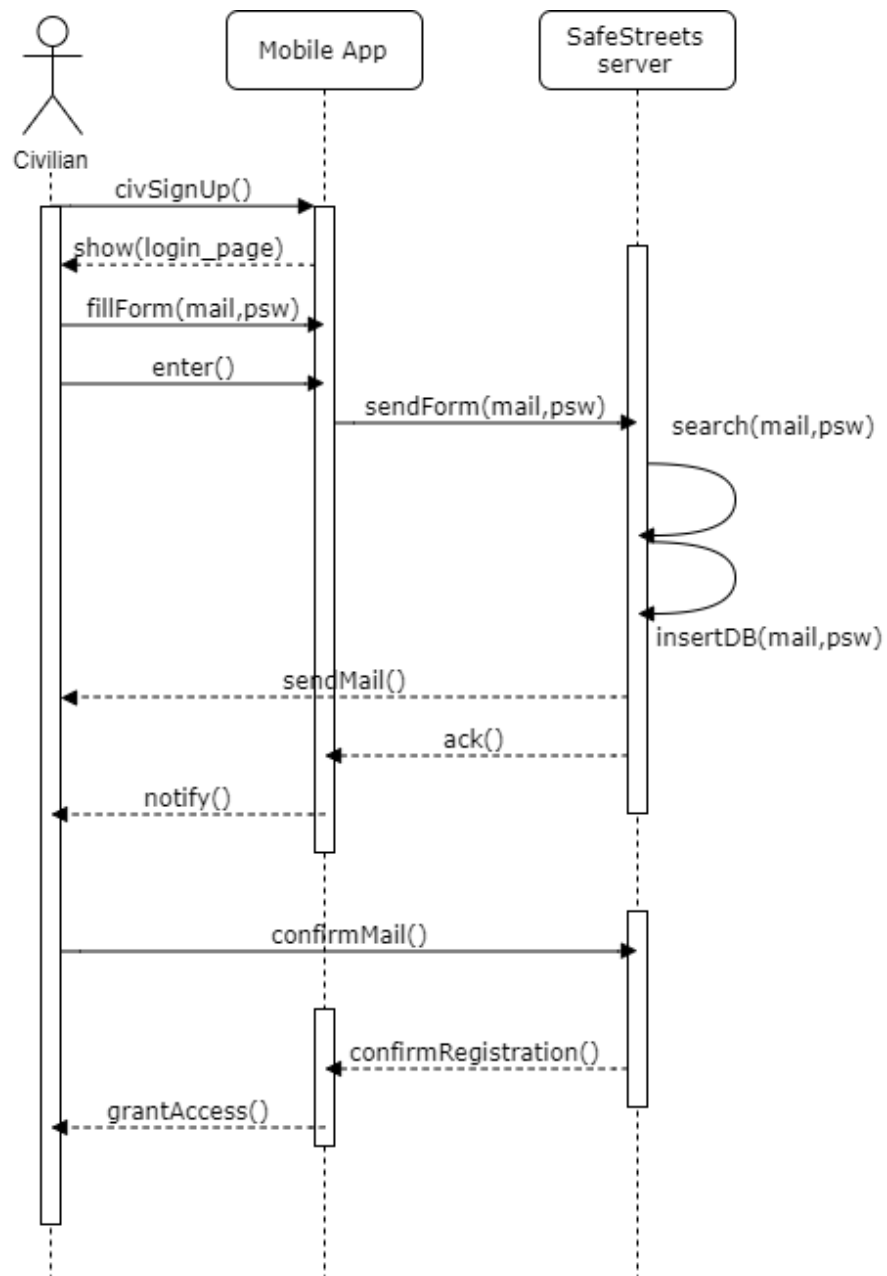 Mobile App
SafeStreets
server
Civilian
civSignUp()
show(login_page)
fillForm(mail,psw)
enter()
sendForm(mail,psw)
search(mail,psw)
insertDB(mail,psw)
sendMail()
ack()
notify()
confirmMail()
confirmRegistration()
grantAccess()